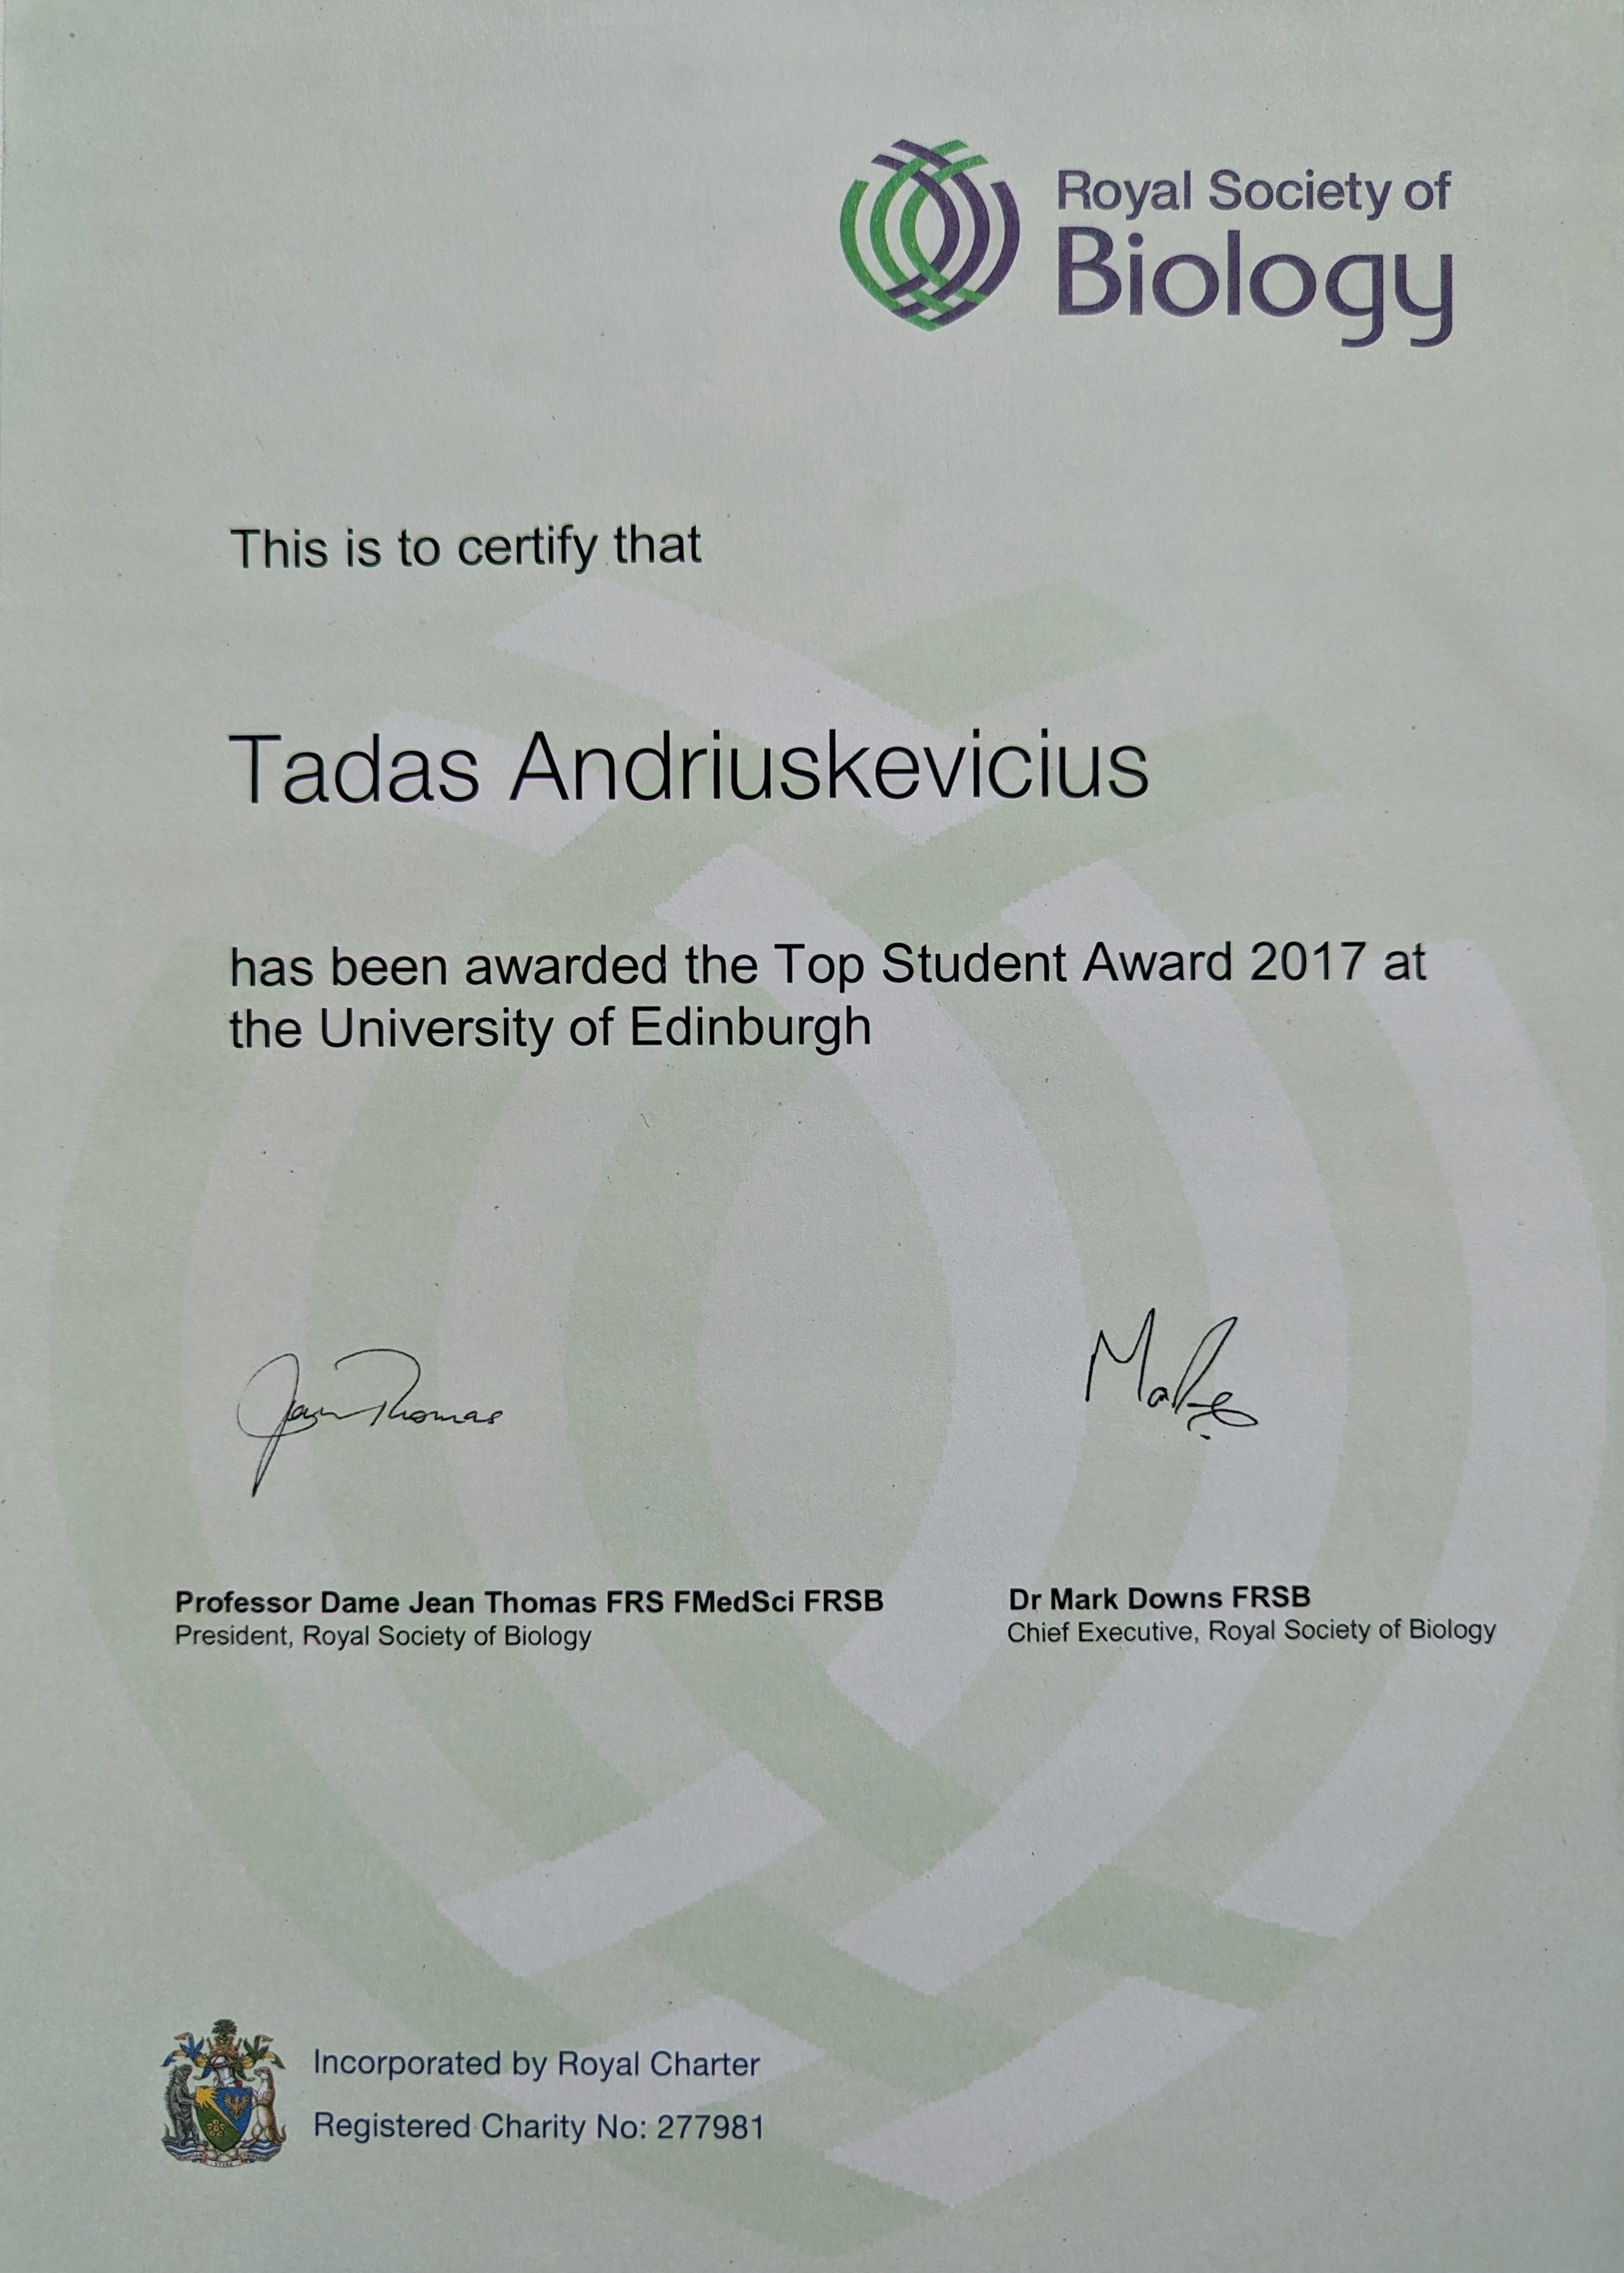 Royal Society of
Biology
This is to certify that
Tadas Andriuskevicius
has been awarded the Top Student Award 2017 at
the University of Edinburgh
Jean Thomas
Professor Dame Jean Thomas FRS FMedSci FRSB
President, Royal Society of Biology
Dr Mark Downs FRSB
Chief Executive, Royal Society of Biology
Incorporated by Royal Charter
Registered Charity No: 277981